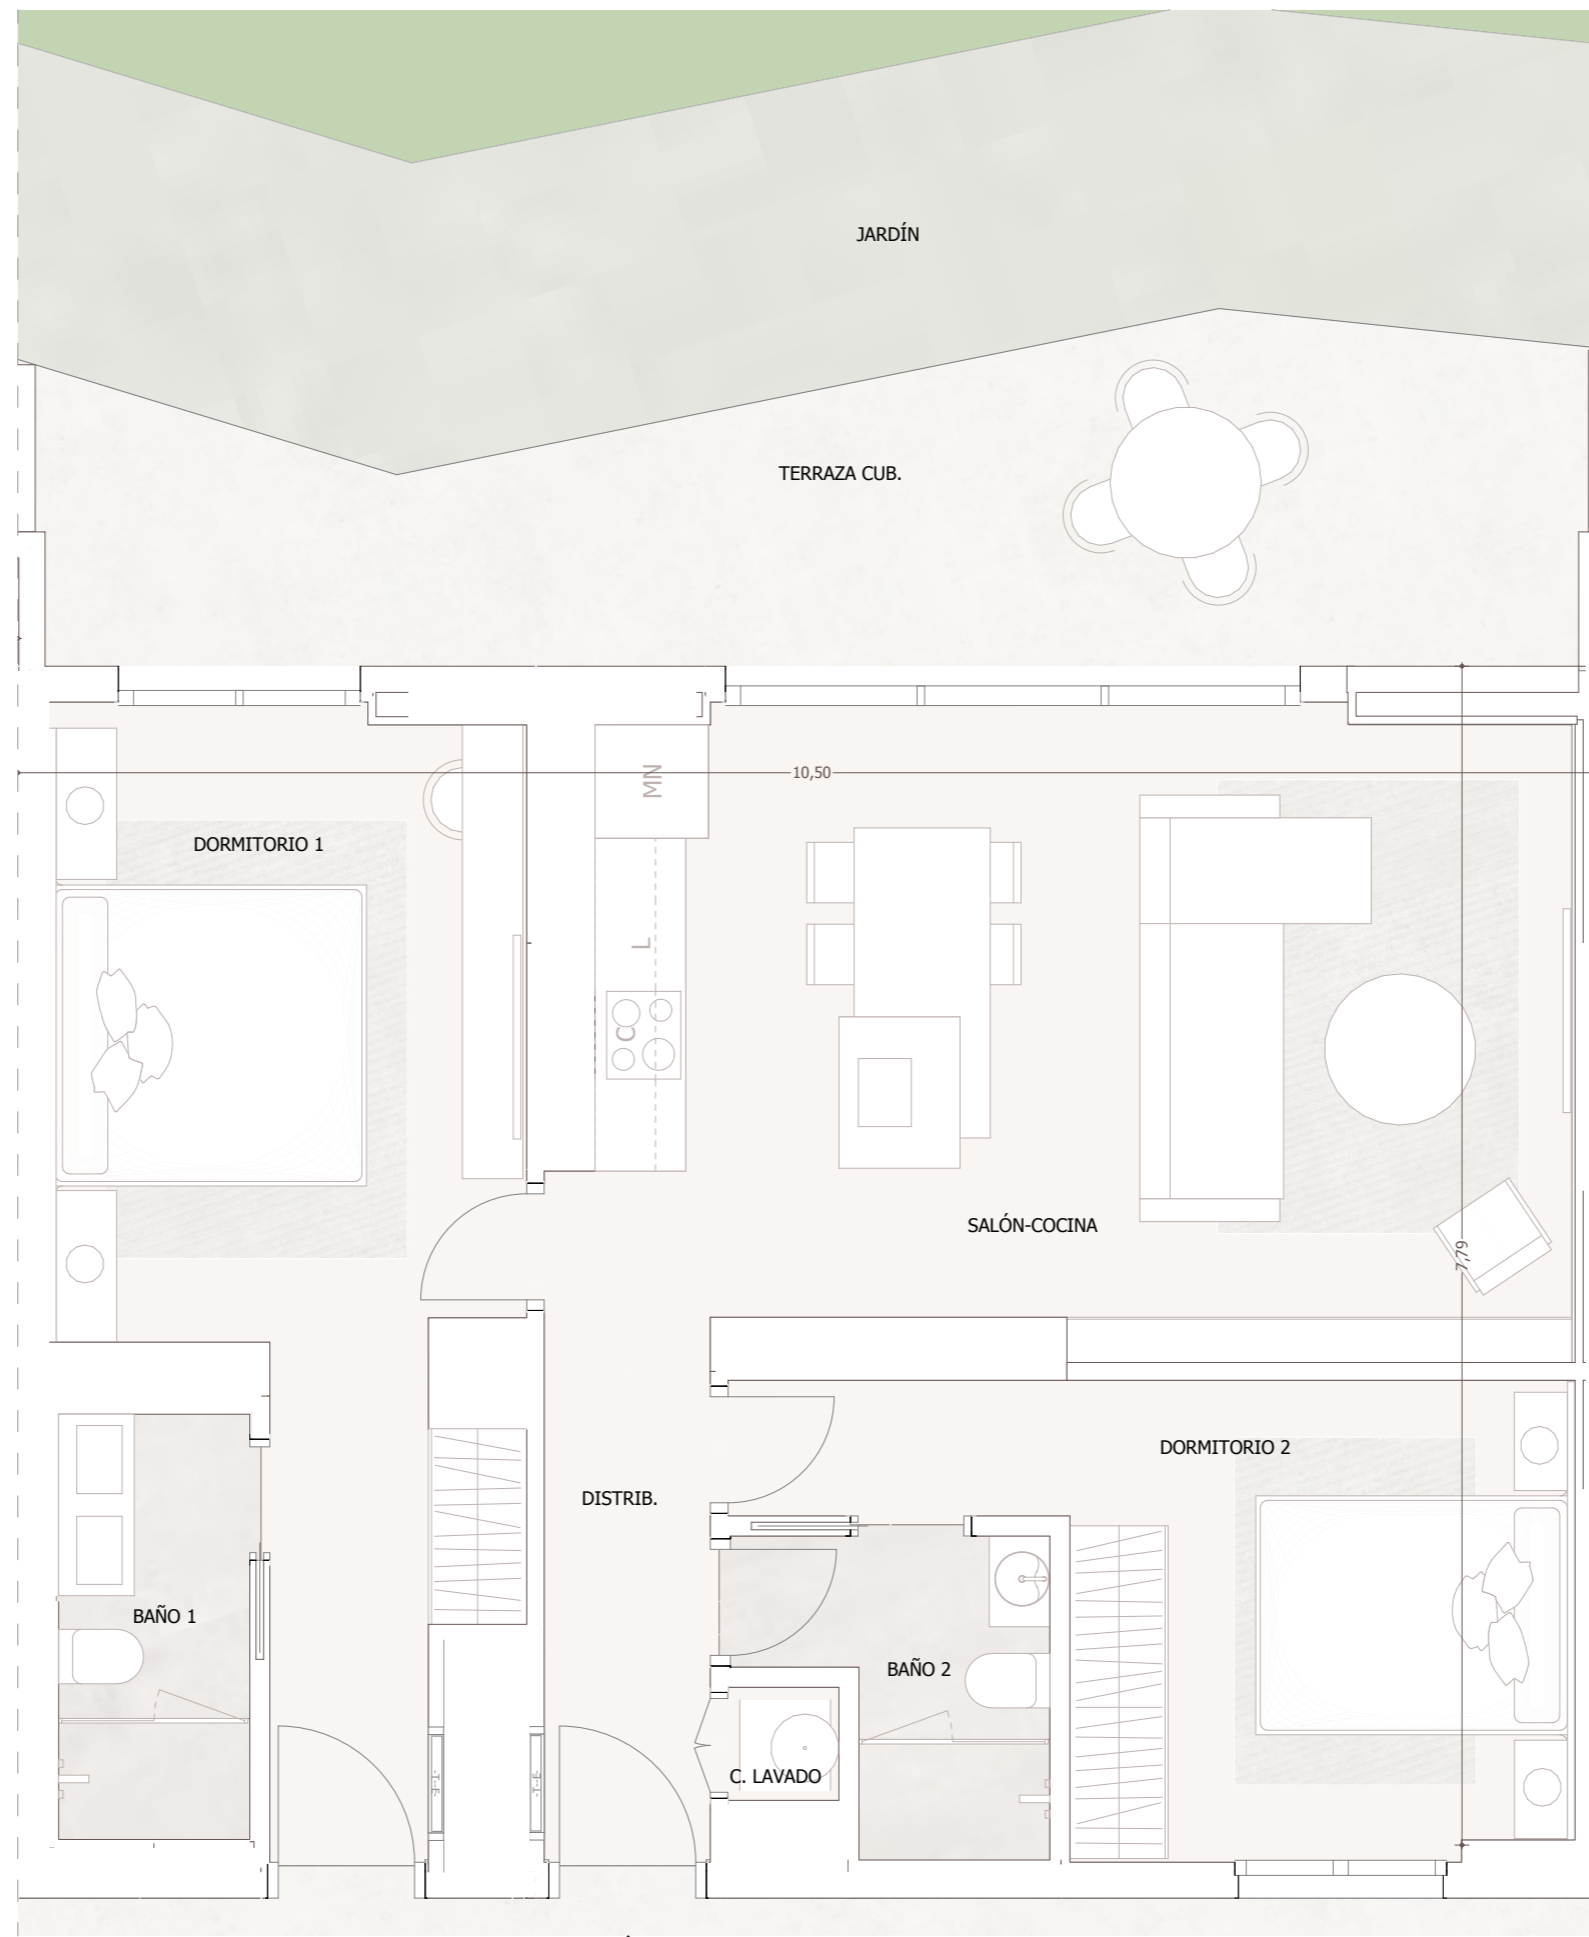 JARDÍN
TERRAZA CUB.
10,50
MN
DORMITORIO 1
L
C
SALÓN-COCINA
7,79
DORMITORIO 2
DISTRIB.
BAÑO 1
BAÑO 2
C. LAVADO